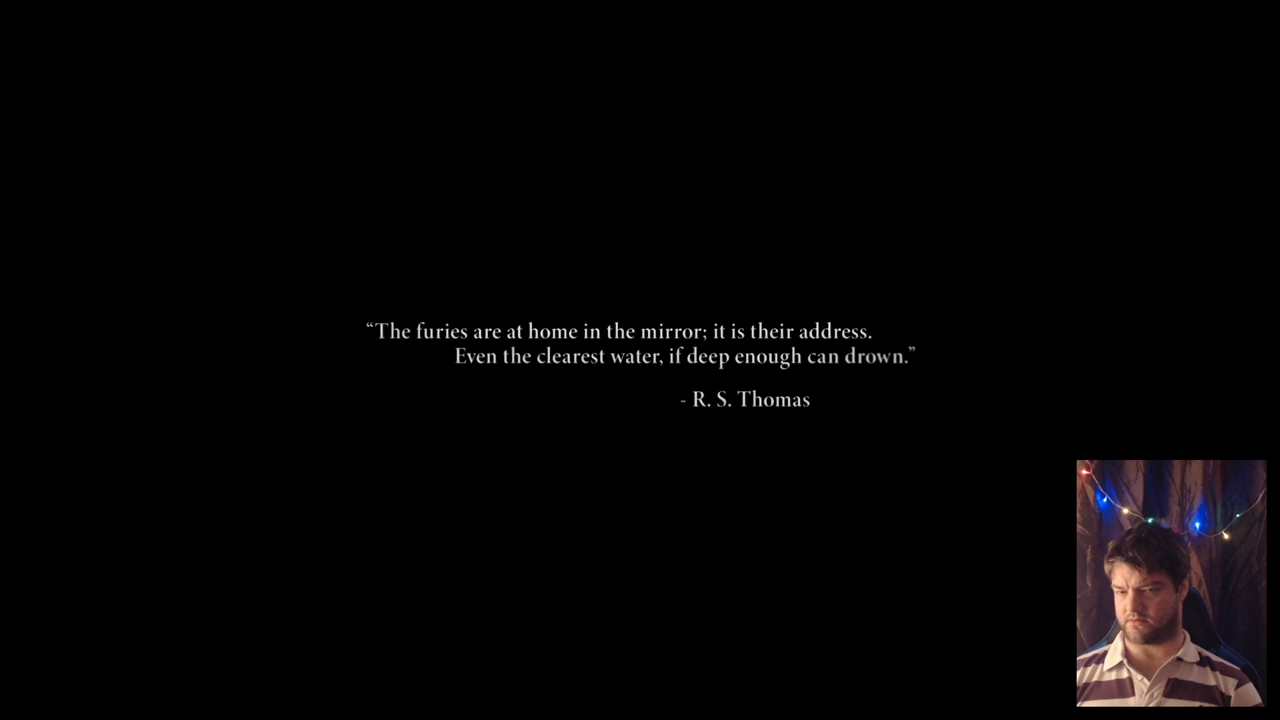 “The furies are at home in the mirror; it is their address.
Even the clearest water, if deep enough can drown.”
- R. S. Thomas